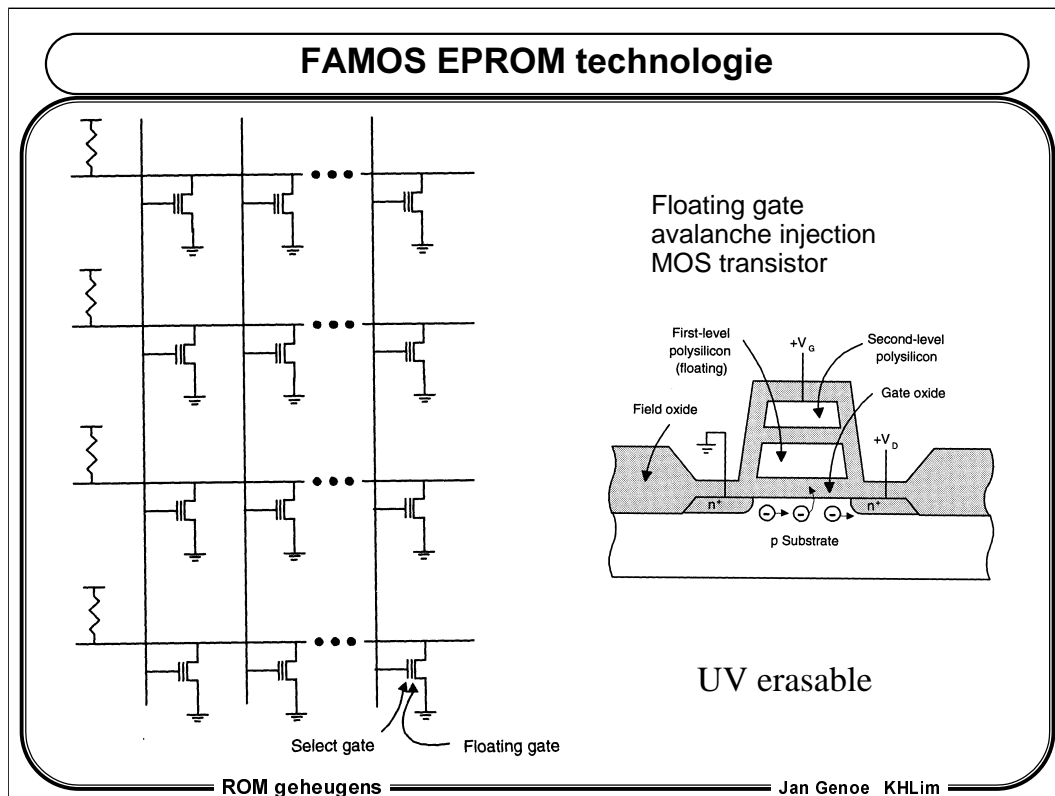 FAMOS EPROM technologie
Floating gate
avalanche injection
MOS transistor
First-level
polysilicon
(floating)
+VG
Second-level
polysilicon
Gate oxide
Field oxide
+VD
n+
n+
p Substrate
UV erasable
Select gate
Floating gate
ROM geheugens
Jan Genoe KHLim